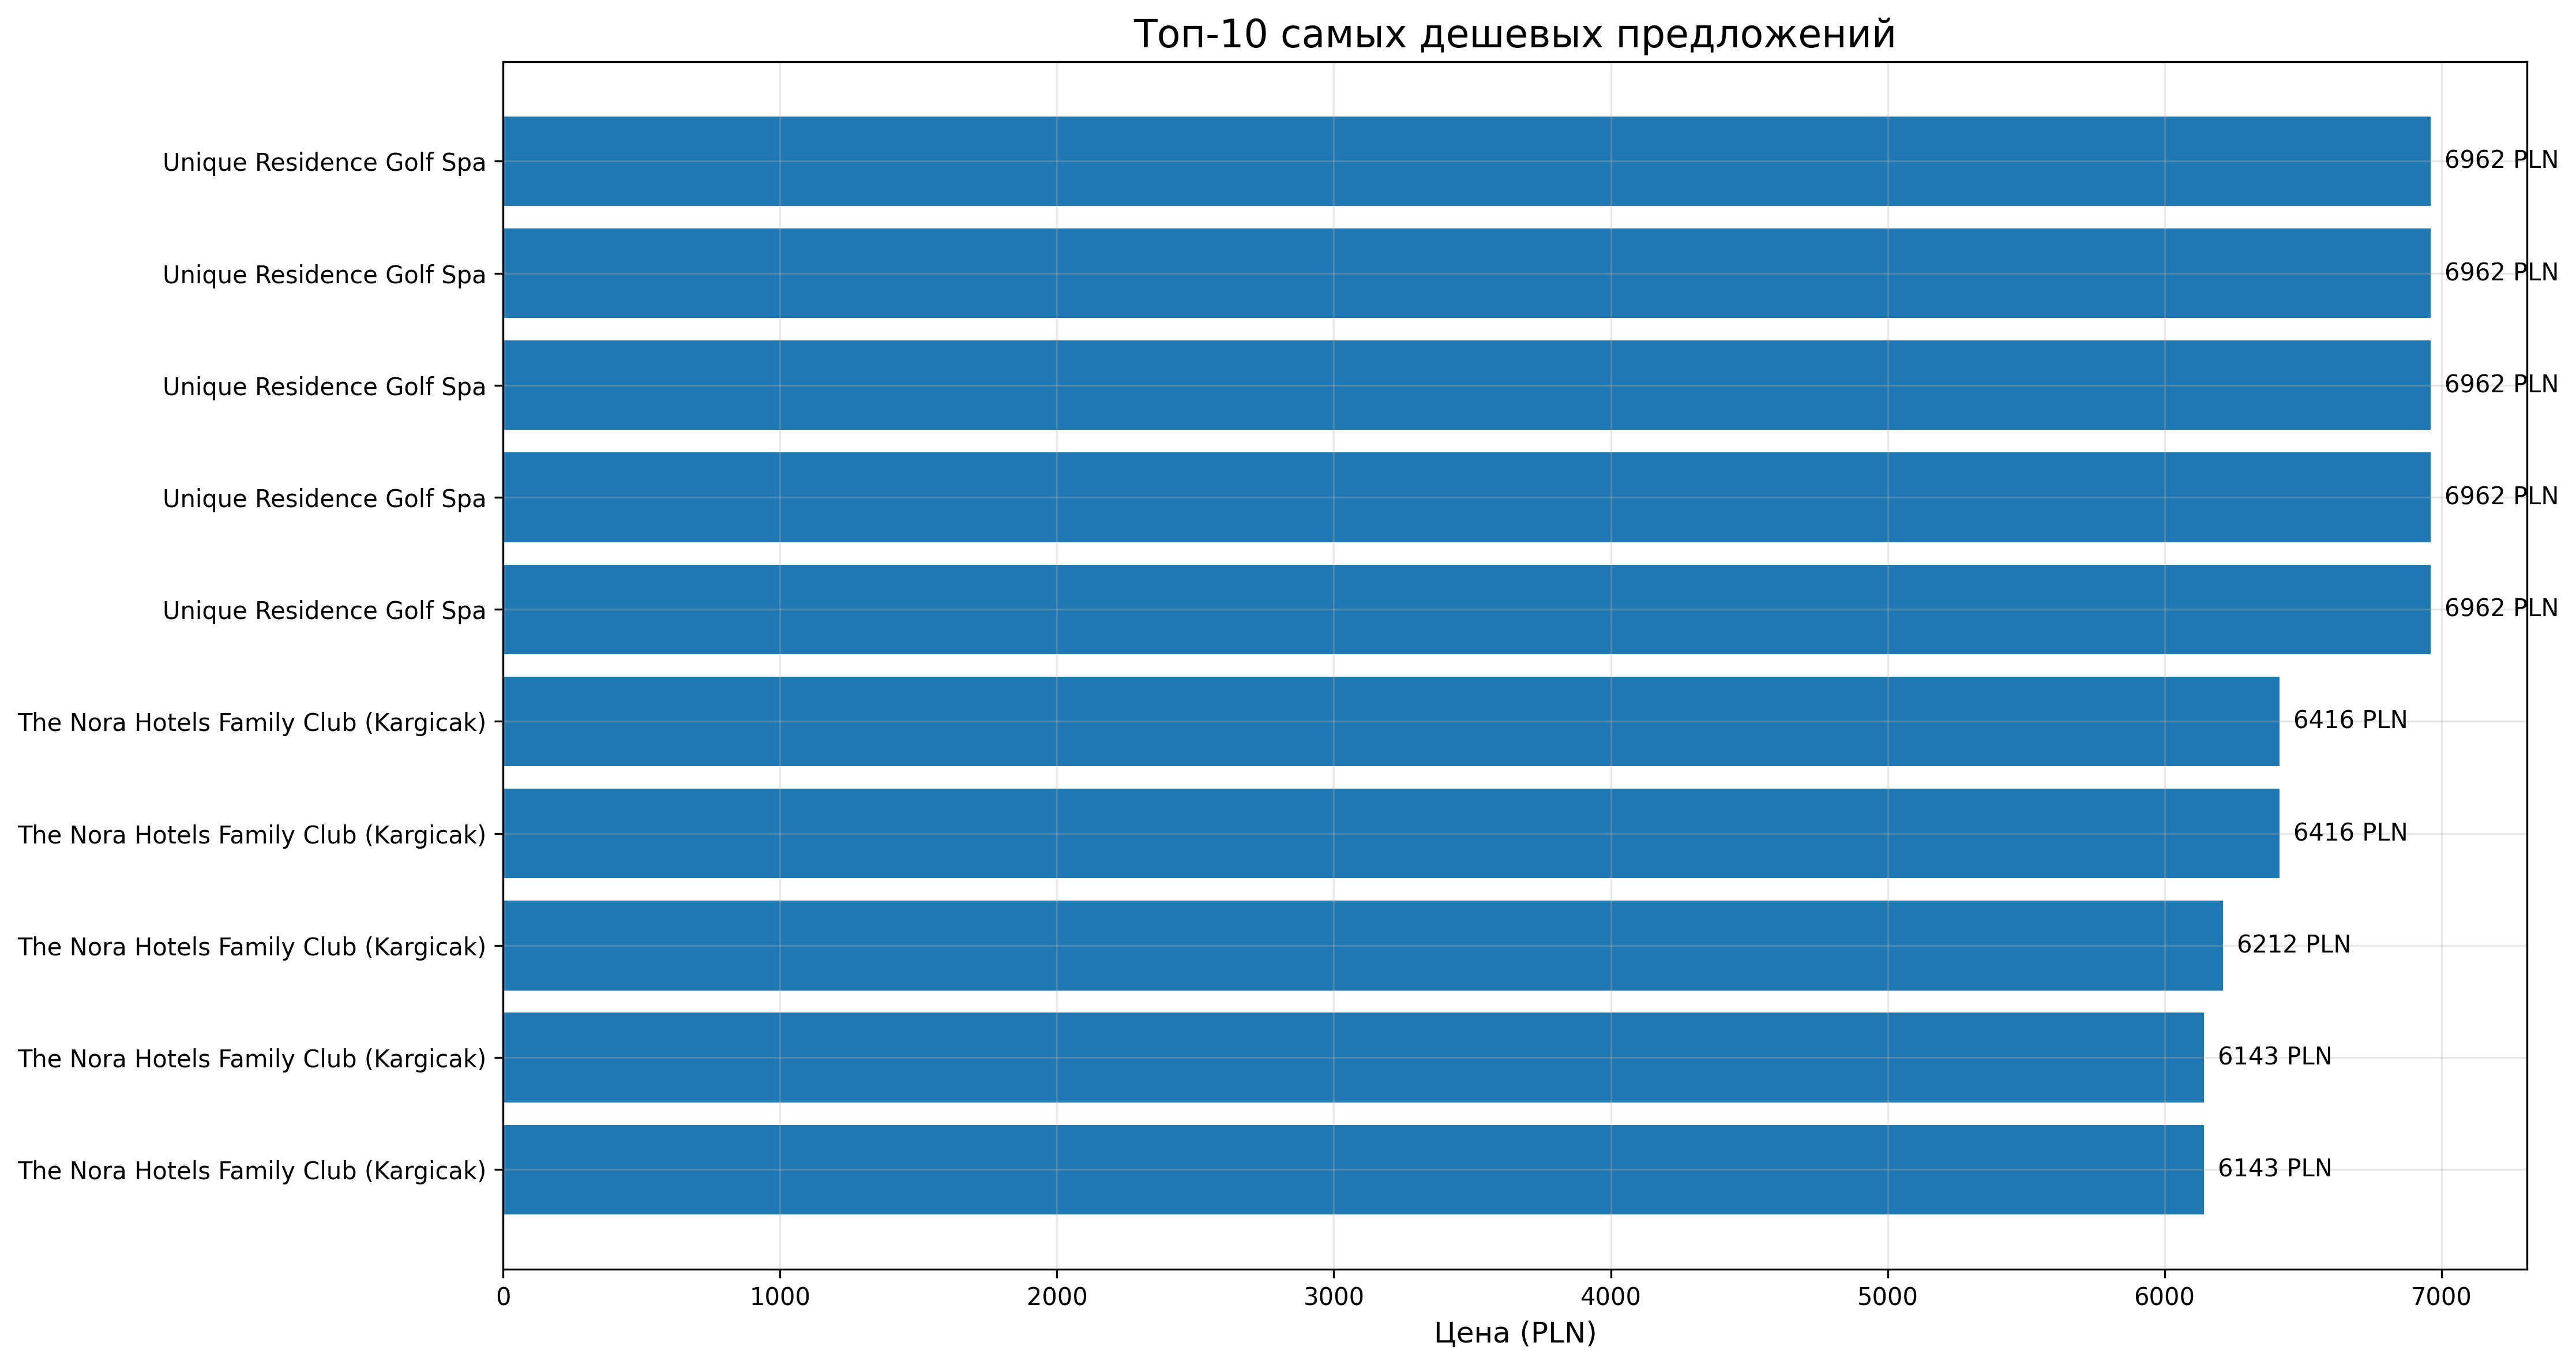 Топ-10 самых дешевых предложений
Unique Residence Golf Spa 6962 PLN
Unique Residence Golf Spa 6962 PLN
Unique Residence Golf Spa 6962 PLN
Unique Residence Golf Spa 6962 PLN
Unique Residence Golf Spa 6962 PLN
The Nora Hotels Family Club (Kargicak) 6416 PLN
The Nora Hotels Family Club (Kargicak) 6416 PLN
The Nora Hotels Family Club (Kargicak) 6212 PLN
The Nora Hotels Family Club (Kargicak) 6143 PLN
The Nora Hotels Family Club (Kargicak) 6143 PLN
0 1000 2000 3000 4000 5000 6000 7000
Цена (PLN)